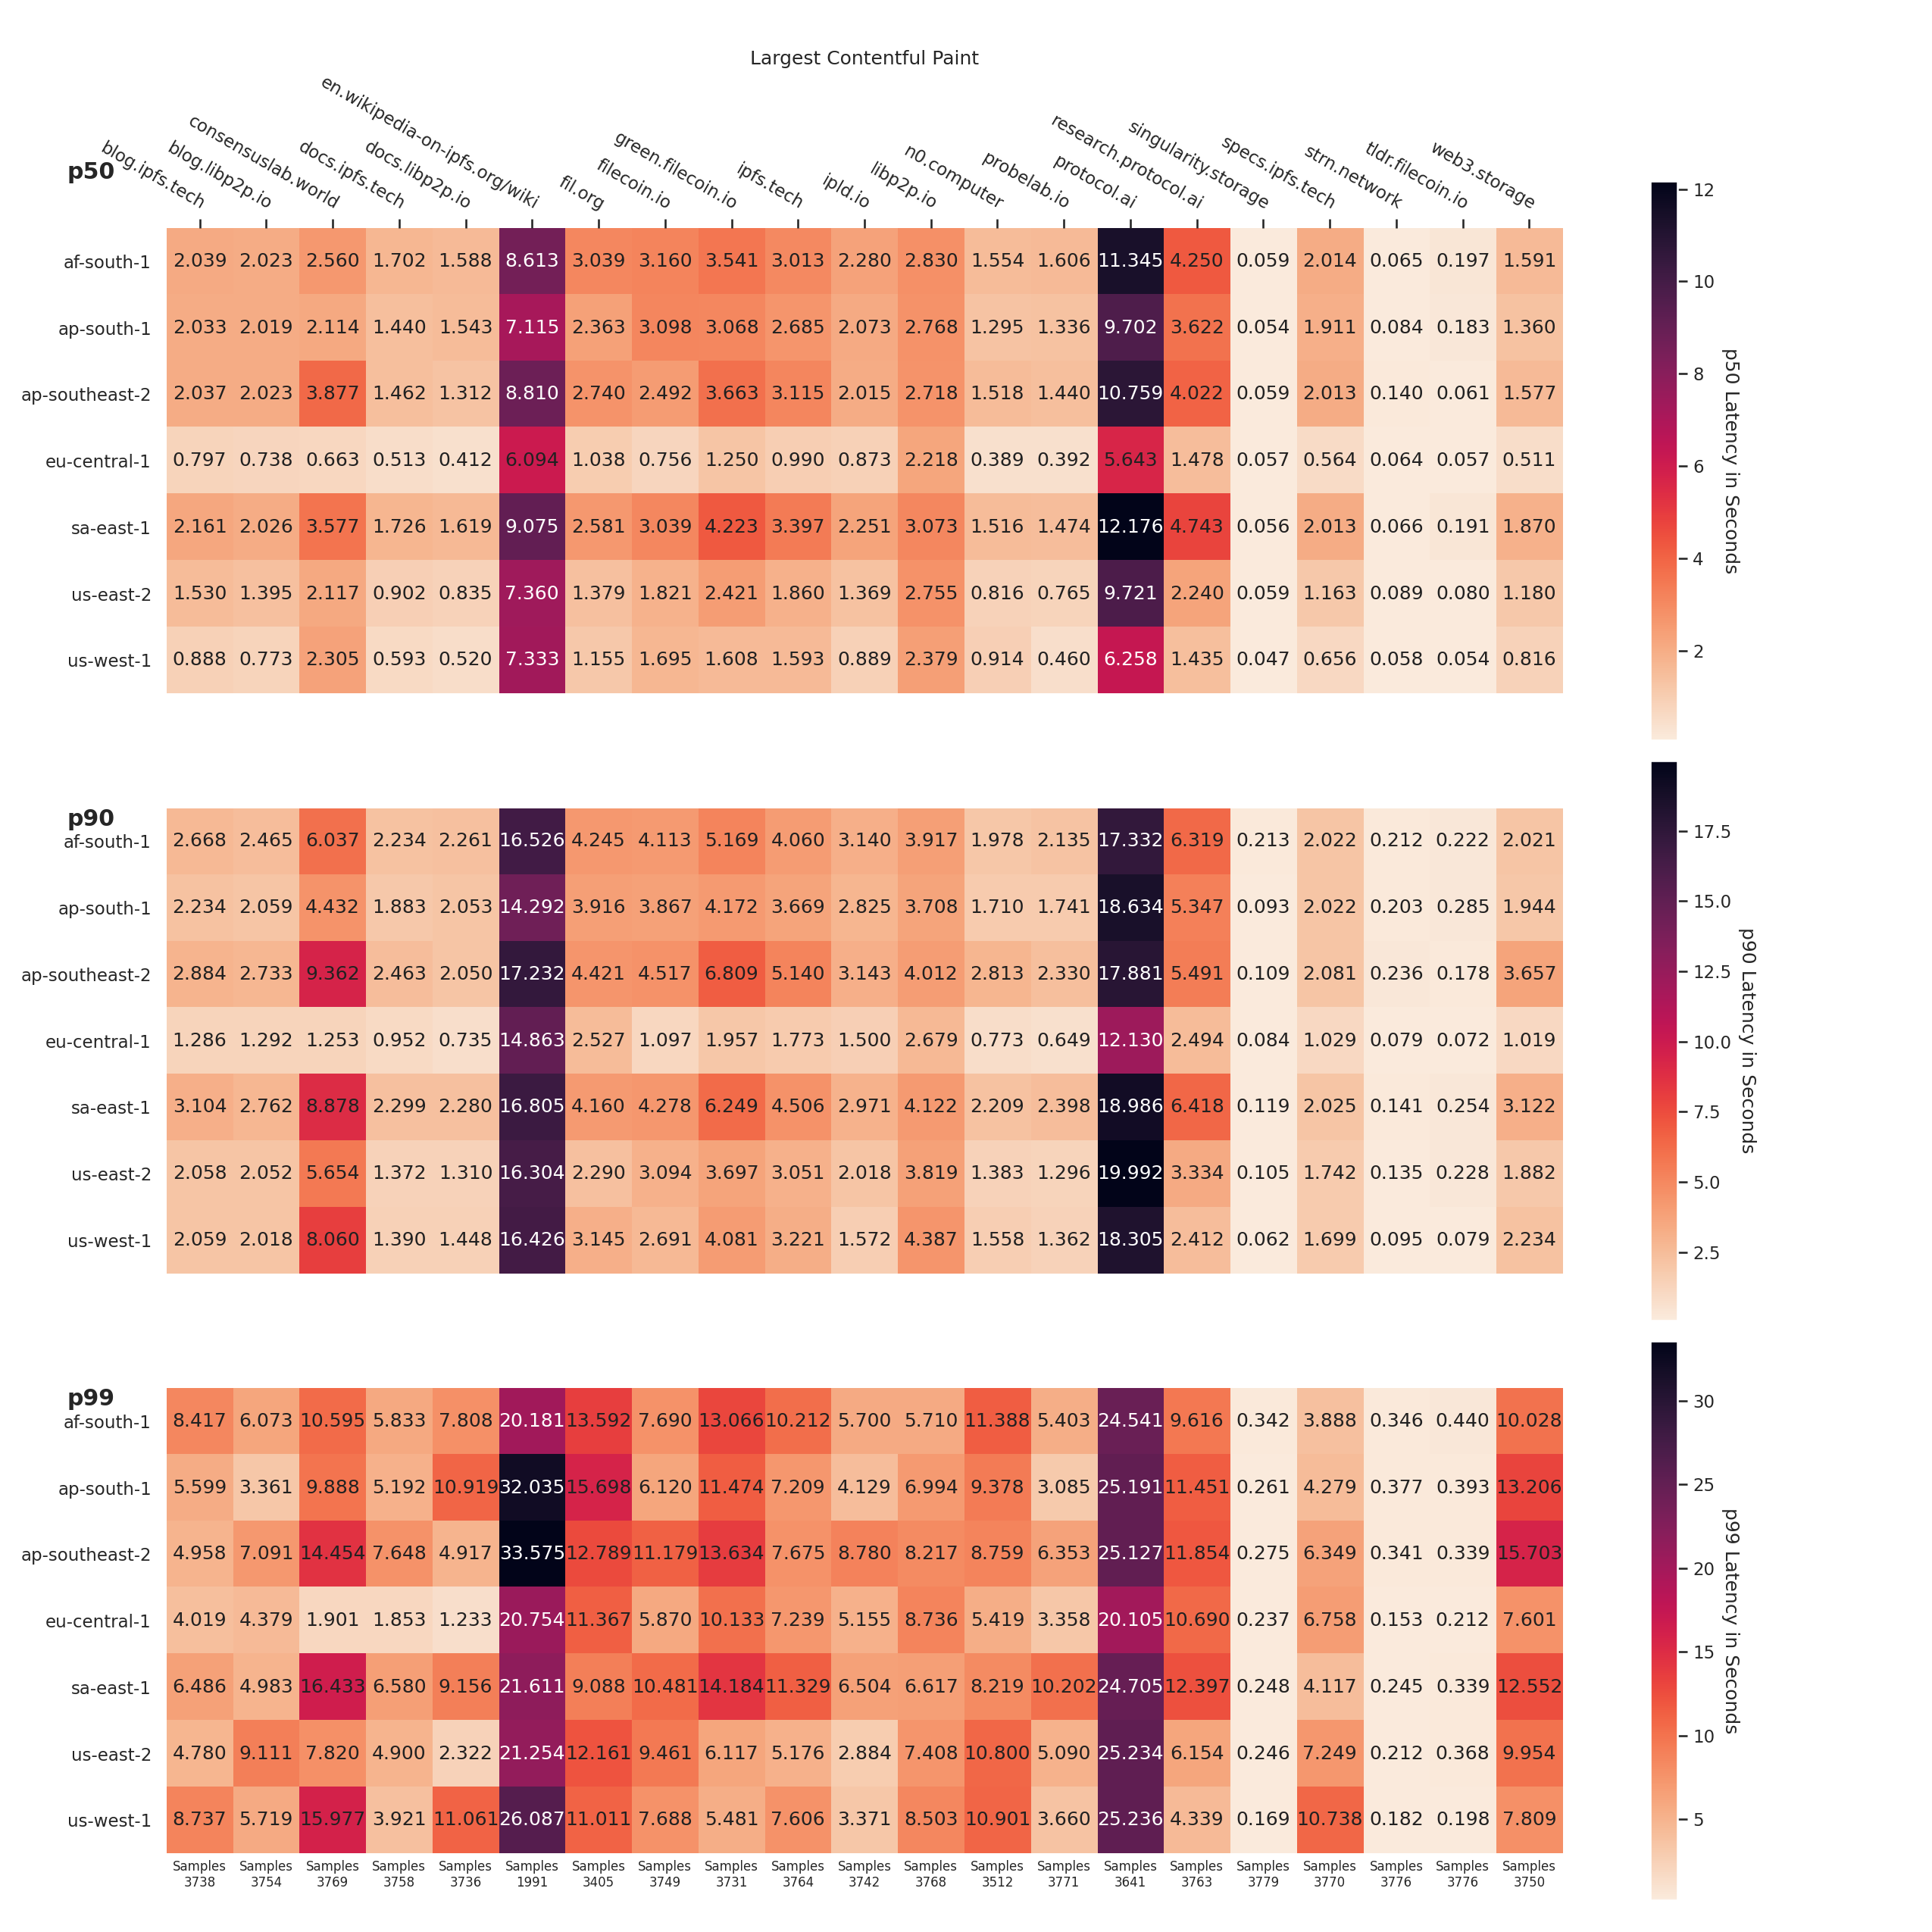 Largest Contentful Paint
p50
blog.ipfs.tech
blog.libp2p.io
consensuslab.world
docs.ipfs.tech
docs.libp2p.io
en.wikipedia-on-ipfs.org/wiki
fil.org
filecoin.io
green.filecoin.io
ipfs.tech
ipld.io
libp2p.io
n0.computer
probelab.io
protocol.ai
research.protocol.ai
singularity.storage
specs.ipfs.tech
strn.network
tldr.filecoin.io
web3.storage
af-south-1 2.039 2.023 2.560 1.702 1.588 8.613 3.039 3.160 3.541 3.013 2.280 2.830 1.554 1.606 11.345 4.250 0.059 2.014 0.065 0.197 1.591
ap-south-1 2.033 2.019 2.114 1.440 1.543 7.115 2.363 3.098 3.068 2.685 2.073 2.768 1.295 1.336 9.702 3.622 0.054 1.911 0.084 0.183 1.360
ap-southeast-2 2.037 2.023 3.877 1.462 1.312 8.810 2.740 2.492 3.663 3.115 2.015 2.718 1.518 1.440 10.759 4.022 0.059 2.013 0.140 0.061 1.577
eu-central-1 0.797 0.738 0.663 0.513 0.412 6.094 1.038 0.756 1.250 0.990 0.873 2.218 0.389 0.392 5.643 1.478 0.057 0.564 0.064 0.057 0.511
sa-east-1 2.161 2.026 3.577 1.726 1.619 9.075 2.581 3.039 4.223 3.397 2.251 3.073 1.516 1.474 12.176 4.743 0.056 2.013 0.066 0.191 1.870
us-east-2 1.530 1.395 2.117 0.902 0.835 7.360 1.379 1.821 2.421 1.860 1.369 2.755 0.816 0.765 9.721 2.240 0.059 1.163 0.089 0.080 1.180
us-west-1 0.888 0.773 2.305 0.593 0.520 7.333 1.155 1.695 1.608 1.593 0.889 2.379 0.914 0.460 6.258 1.435 0.047 0.656 0.058 0.054 0.816
12
10
8
6
4
2
p50 Latency in Seconds
p90
af-south-1 2.668 2.465 6.037 2.234 2.261 16.526 4.245 4.113 5.169 4.060 3.140 3.917 1.978 2.135 17.332 6.319 0.213 2.022 0.212 0.222 2.021
ap-south-1 2.234 2.059 4.432 1.883 2.053 14.292 3.916 3.867 4.172 3.669 2.825 3.708 1.710 1.741 18.634 5.347 0.093 2.022 0.203 0.285 1.944
ap-southeast-2 2.884 2.733 9.362 2.463 2.050 17.232 4.421 4.517 6.809 5.140 3.143 4.012 2.813 2.330 17.881 5.491 0.109 2.081 0.236 0.178 3.657
eu-central-1 1.286 1.292 1.253 0.952 0.735 14.863 2.527 1.097 1.957 1.773 1.500 2.679 0.773 0.649 12.130 2.494 0.084 1.029 0.079 0.072 1.019
sa-east-1 3.104 2.762 8.878 2.299 2.280 16.805 4.160 4.278 6.249 4.506 2.971 4.122 2.209 2.398 18.986 6.418 0.119 2.025 0.141 0.254 3.122
us-east-2 2.058 2.052 5.654 1.372 1.310 16.304 2.290 3.094 3.697 3.051 2.018 3.819 1.383 1.296 19.992 3.334 0.105 1.742 0.135 0.228 1.882
us-west-1 2.059 2.018 8.060 1.390 1.448 16.426 3.145 2.691 4.081 3.221 1.572 4.387 1.558 1.362 18.305 2.412 0.062 1.699 0.095 0.079 2.234
17.5
15.0
12.5
10.0
7.5
5.0
2.5
p90 Latency in Seconds
p99
af-south-1 8.417 6.073 10.595 5.833 7.808 20.181 13.592 7.690 13.066 10.212 5.700 5.710 11.388 5.403 24.541 9.616 0.342 3.888 0.346 0.440 10.028
ap-south-1 5.599 3.361 9.888 5.192 10.919 32.035 15.698 6.120 11.474 7.209 4.129 6.994 9.378 3.085 25.191 11.451 0.261 4.279 0.377 0.393 13.206
ap-southeast-2 4.958 7.091 14.454 7.648 4.917 33.575 12.789 11.179 13.634 7.675 8.780 8.217 8.759 6.353 25.127 11.854 0.275 6.349 0.341 0.339 15.703
eu-central-1 4.019 4.379 1.901 1.853 1.233 20.754 11.367 5.870 10.133 7.239 5.155 8.736 5.419 3.358 20.105 10.690 0.237 6.758 0.153 0.212 7.601
sa-east-1 6.486 4.983 16.433 6.580 9.156 21.611 9.088 10.481 14.184 11.329 6.504 6.617 8.219 10.202 24.705 12.397 0.248 4.117 0.245 0.339 12.552
us-east-2 4.780 9.111 7.820 4.900 2.322 21.254 12.161 9.461 6.117 5.176 2.884 7.408 10.800 5.090 25.234 6.154 0.246 7.249 0.212 0.368 9.954
us-west-1 8.737 5.719 15.977 3.921 11.061 26.087 11.011 7.688 5.481 7.606 3.371 8.503 10.901 3.660 25.236 4.339 0.169 10.738 0.182 0.198 7.809
Samples Samples Samples Samples Samples Samples Samples Samples Samples Samples Samples Samples Samples Samples Samples Samples Samples Samples Samples Samples Samples
3738 3754 3769 3758 3736 1991 3405 3749 3731 3764 3742 3768 3512 3771 3641 3763 3779 3770 3776 3776 3750
30
25
20
15
10
5
p99 Latency in Seconds